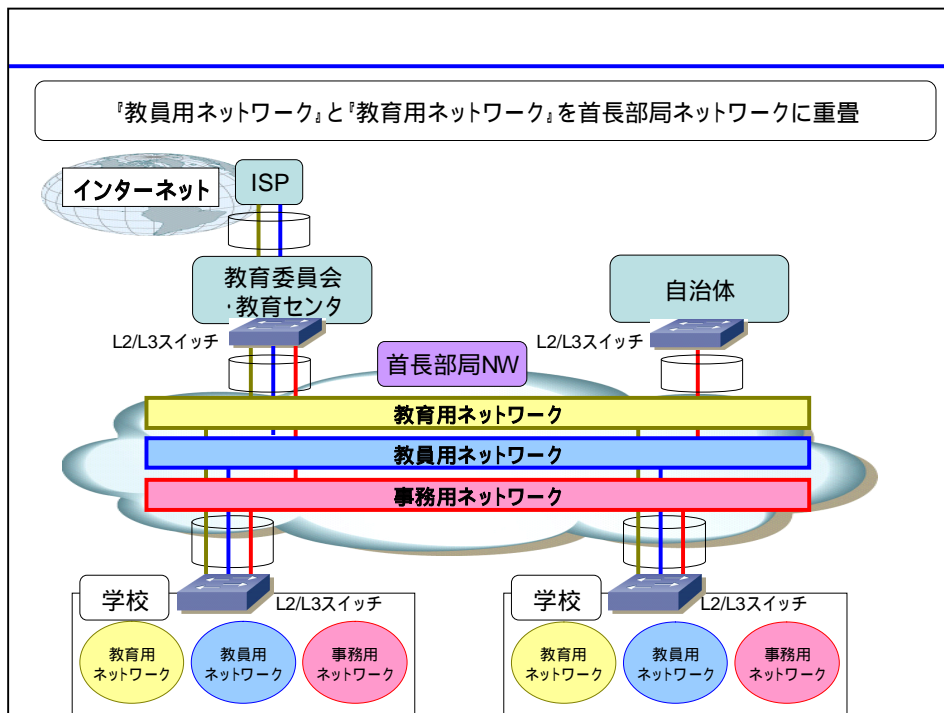 『教員用ネットワーク』と『教育用ネットワーク』を首長部局ネットワークに重畳
インターネット
ISP
教育委員会
・教育センタ
自治体
L2/L3スイッチ
L2/L3スイッチ
首長部局NW
教育用ネットワーク
教員用ネットワーク
事務用ネットワーク
学校
L2/L3スイッチ
学校
L2/L3スイッチ
教育用
ネットワーク
教員用
ネットワーク
事務用
ネットワーク
教育用
ネットワーク
教員用
ネットワーク
事務用
ネットワーク